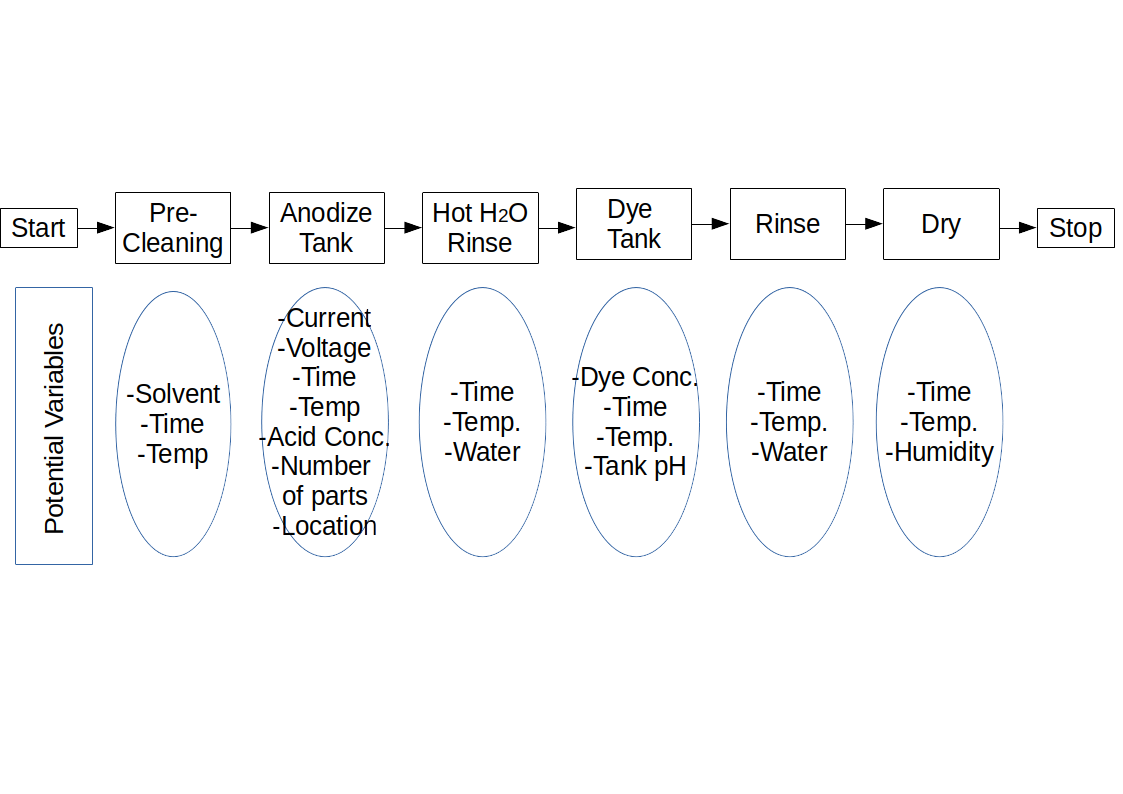 Start
Pre-
Cleaning
Anodize
Tank
Hot H2O
Rinse
Dye
Tank
Rinse
Dry
Stop
Potential Variables
-Solvent
-Time
-Temp
-Current
-Voltage
-Time
-Temp
-Acid Conc.
-Number
of parts
-Location
-Time
-Temp.
-Water
-Dye Conc.
-Time
-Temp.
-Tank pH
-Time
-Temp.
-Water
-Time
-Temp.
-Humidity